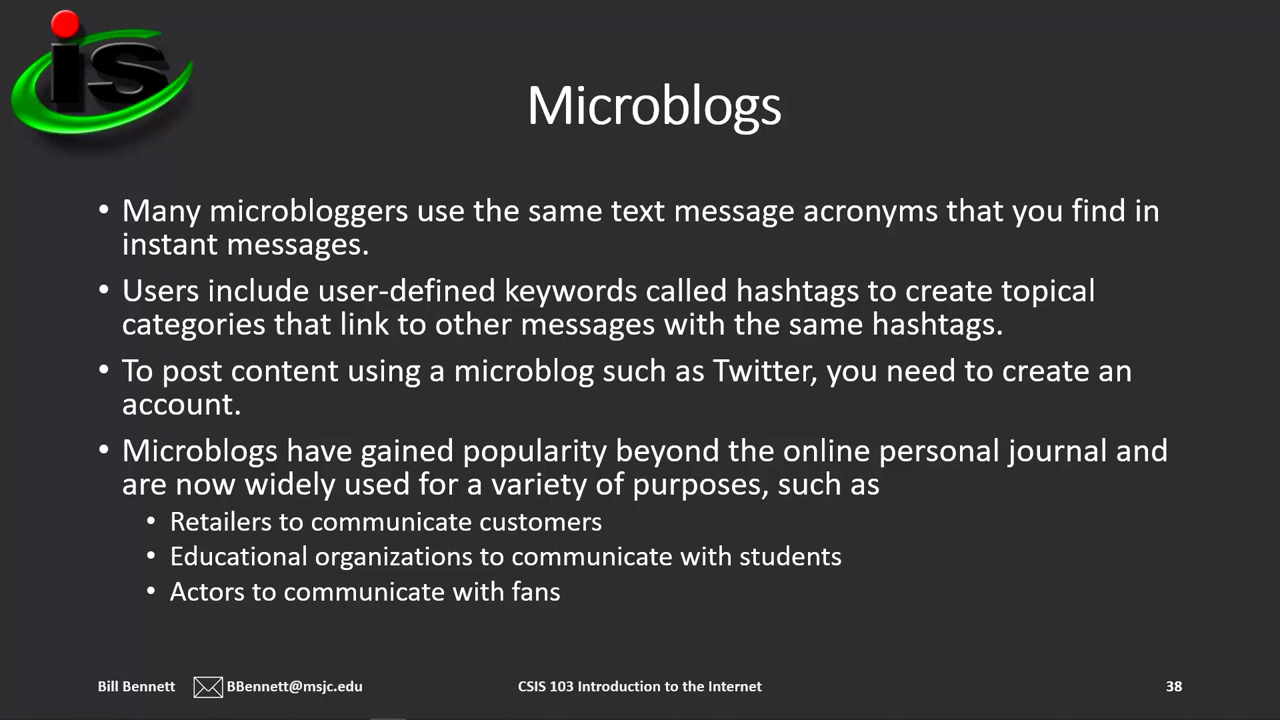 is
Microblogs
• Many microbloggers use the same text message acronyms that you find in
instant messages.
• Users include user-defined keywords called hashtags to create topical
categories that link to other messages with the same hashtags.
• To post content using a microblog such as Twitter, you need to create an
account.
• Microblogs have gained popularity beyond the online personal journal and
are now widely used for a variety of purposes, such as
• Retailers to communicate customers
• Educational organizations to communicate with students
• Actors to communicate with fans
Bill Bennett BBennett@msjc.edu CSIS 103 Introduction to the Internet 38